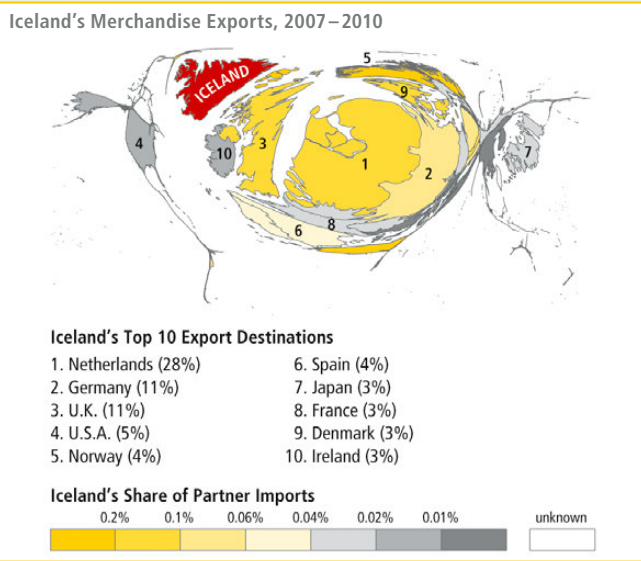 Iceland's Merchandise Exports, 2007–2010
ICELAND
5
9
4
10
3
1
2
7
6
8
Iceland's Top 10 Export Destinations
1. Netherlands (28%)
2. Germany (11%)
3. U.K. (11%)
4. U.S.A. (5%)
5. Norway (4%)
6. Spain (4%)
7. Japan (3%)
8. France (3%)
9. Denmark (3%)
10. Ireland (3%)
Iceland's Share of Partner Imports
0.2% 0.1% 0.06% 0.04% 0.02% 0.01% unknown